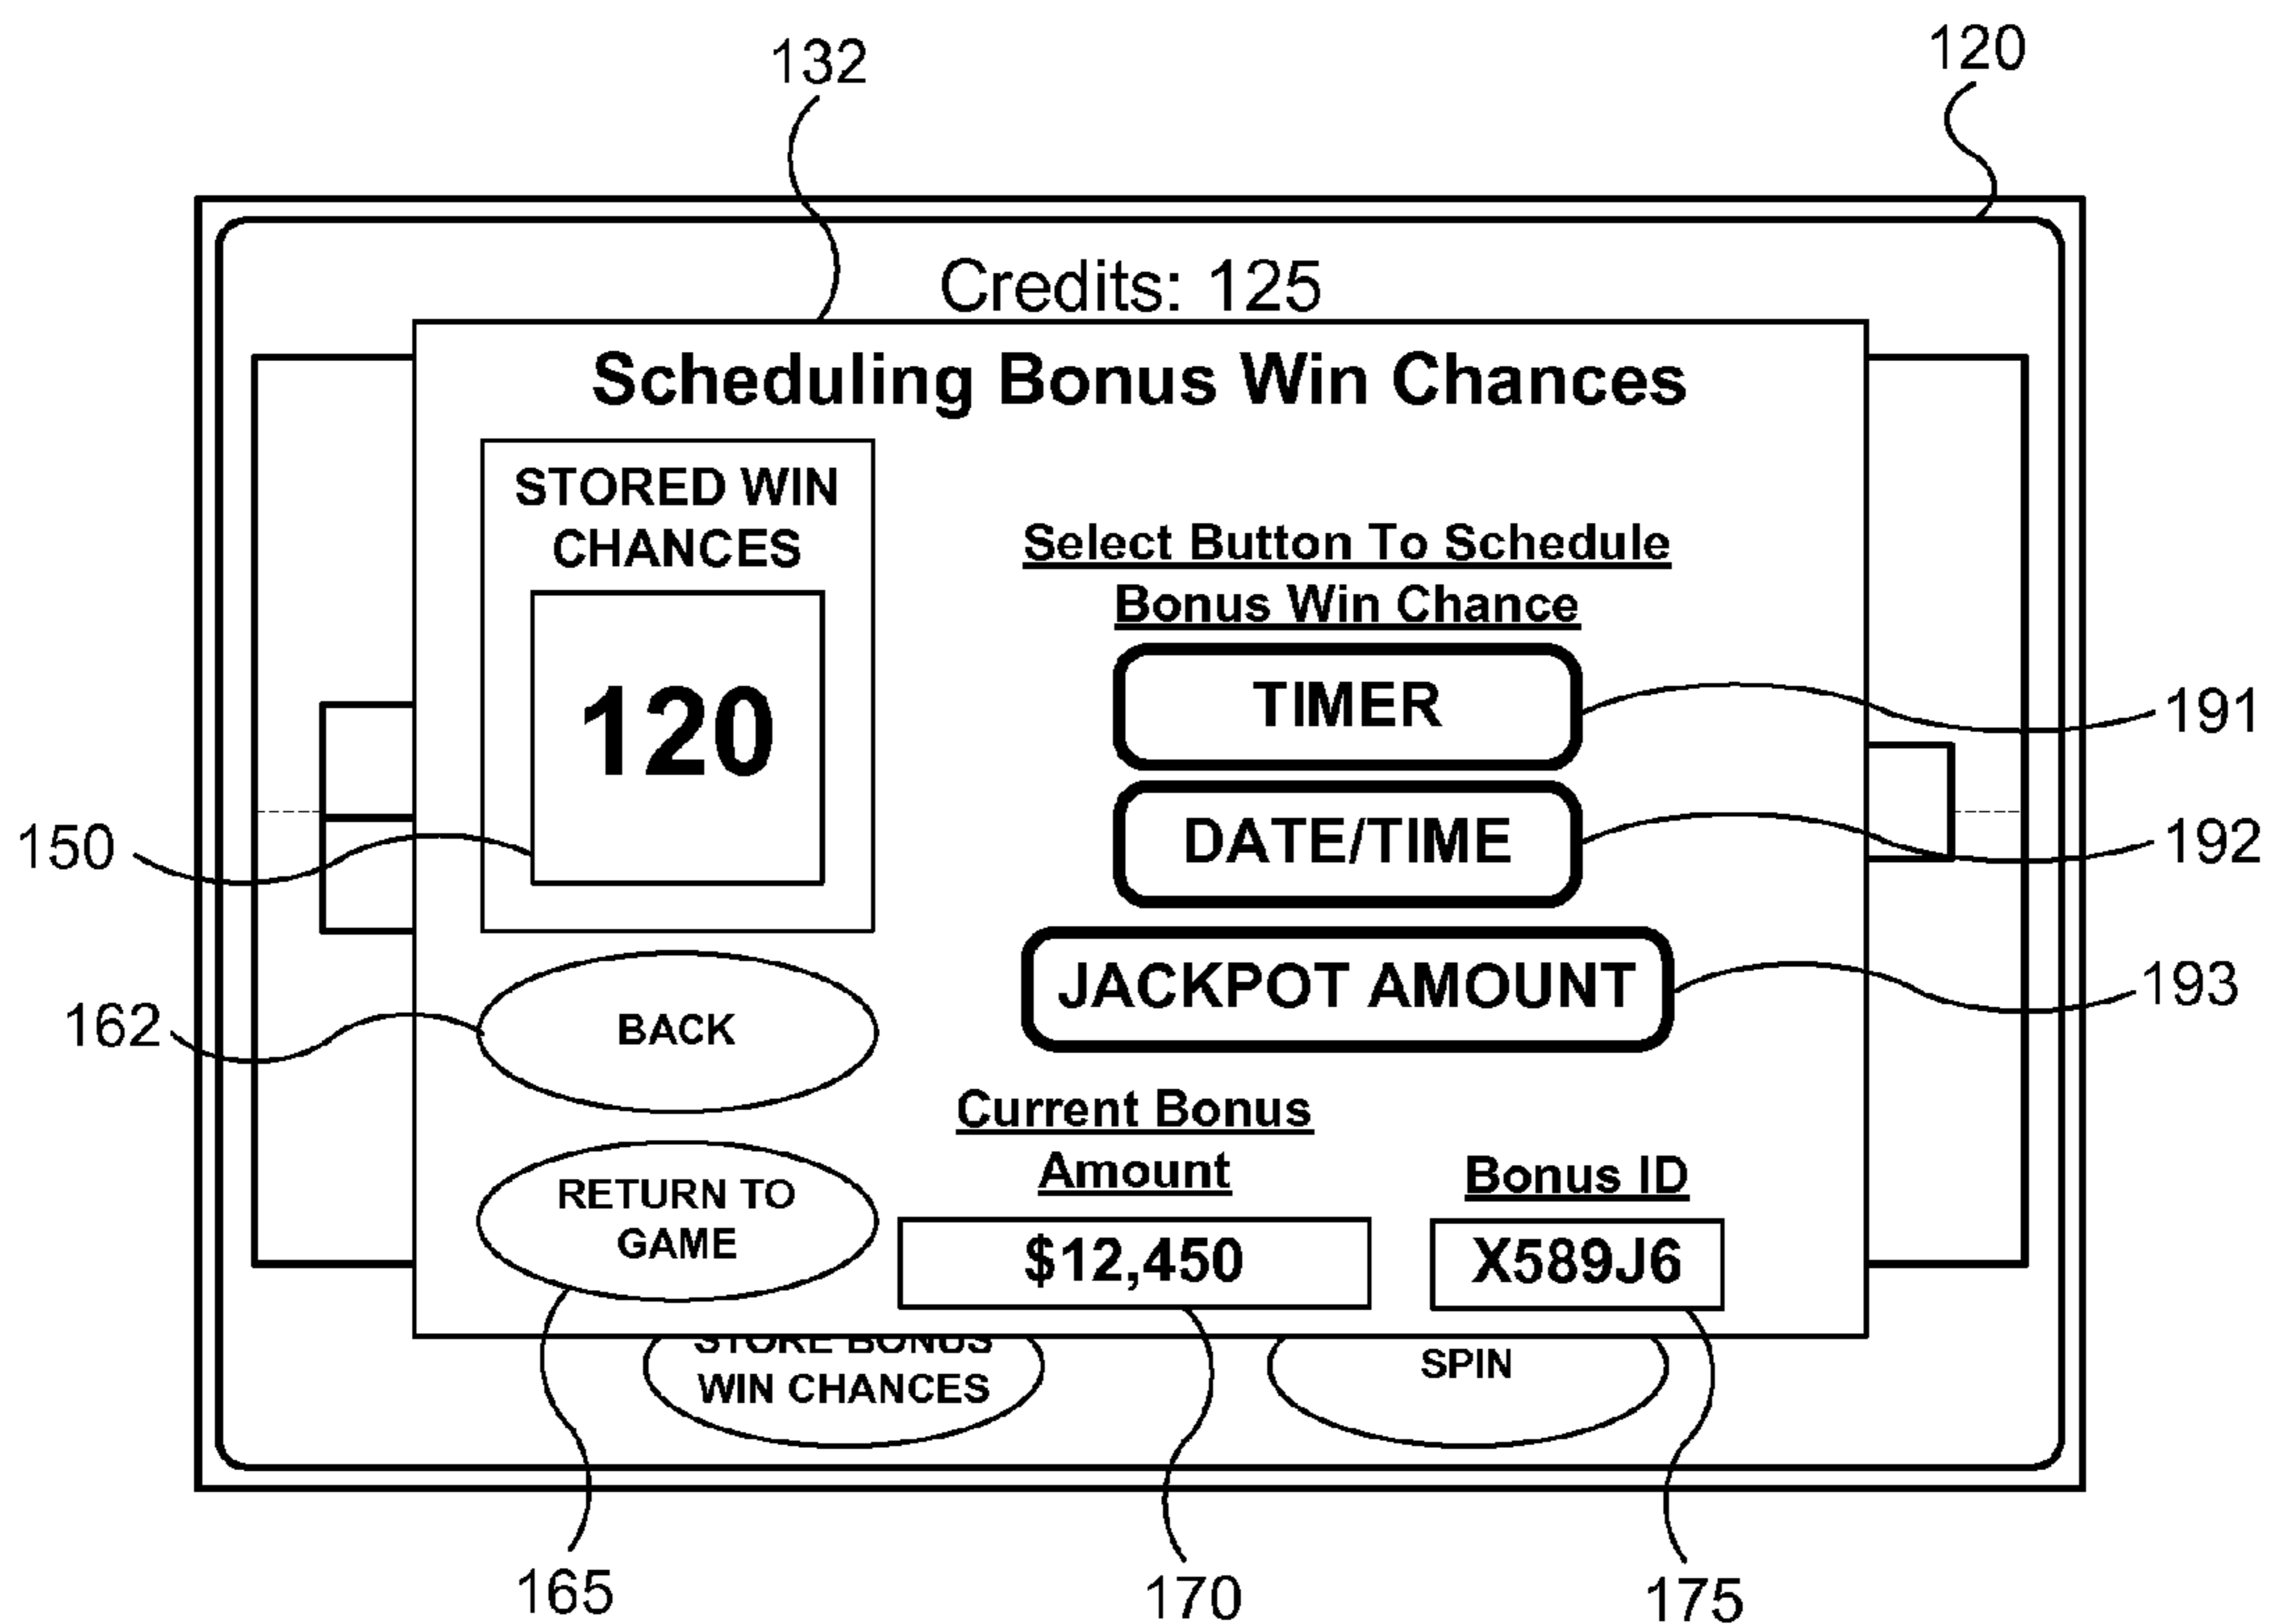 132
120
Credits: 125
Scheduling Bonus Win Chances
STORED WIN
CHANCES
120
150
Select Button To Schedule
Bonus Win Chance
TIMER
191
DATE/TIME
192
JACKPOT AMOUNT
193
162
BACK
RETURN TO
GAME
Current Bonus
Amount
$12,450
Bonus ID
X589J6
STORE BONUS
WIN CHANCES
SPIN
165
170
175